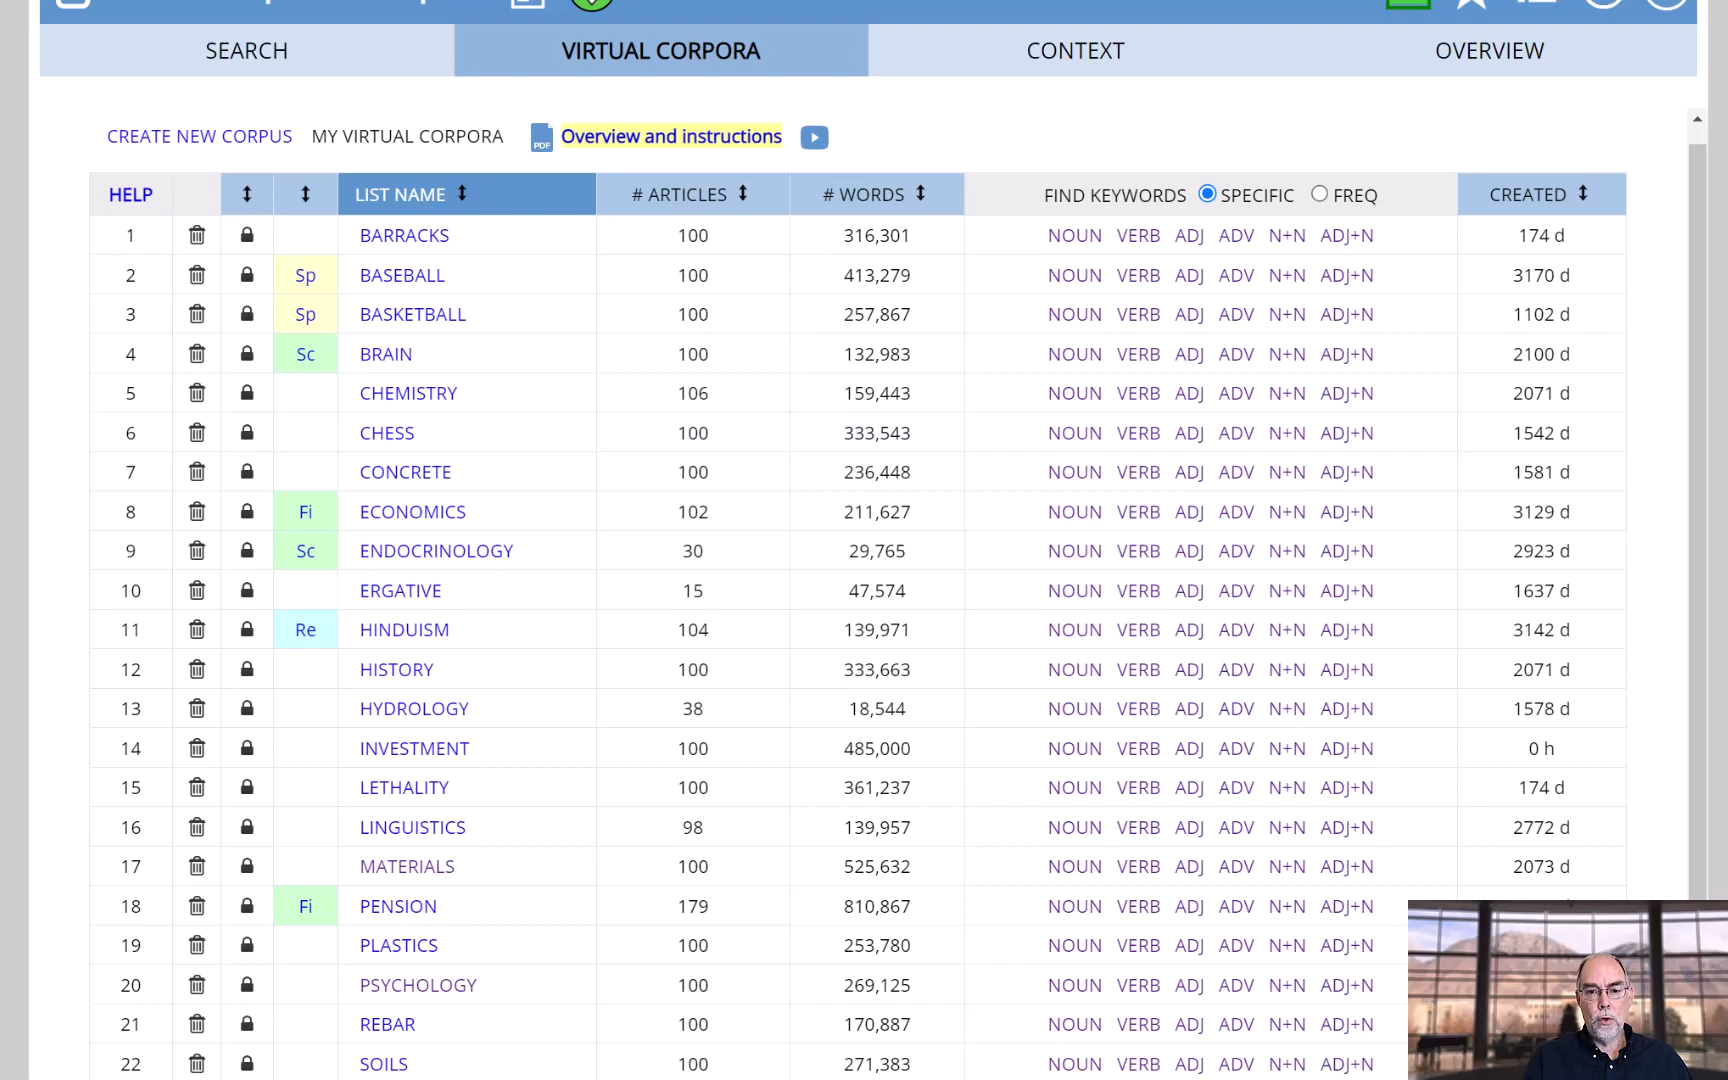 SEARCH VIRTUAL CORPORA CONTEXT OVERVIEW
CREATE NEW CORPUS MY VIRTUAL CORPORA PDF Overview and instructions
HELP LIST NAME # ARTICLES # WORDS FIND KEYWORDS SPECIFIC FREQ CREATED
1 BARRACKS 100 316,301 NOUN VERB ADJ ADV N+N ADJ+N 174 d
2 Sp BASEBALL 100 413,279 NOUN VERB ADJ ADV N+N ADJ+N 3170 d
3 Sp BASKETBALL 100 257,867 NOUN VERB ADJ ADV N+N ADJ+N 1102 d
4 Sc BRAIN 100 132,983 NOUN VERB ADJ ADV N+N ADJ+N 2100 d
5 CHEMISTRY 106 159,443 NOUN VERB ADJ ADV N+N ADJ+N 2071 d
6 CHESS 100 333,543 NOUN VERB ADJ ADV N+N ADJ+N 1542 d
7 CONCRETE 100 236,448 NOUN VERB ADJ ADV N+N ADJ+N 1581 d
8 Fi ECONOMICS 102 211,627 NOUN VERB ADJ ADV N+N ADJ+N 3129 d
9 Sc ENDOCRINOLOGY 30 29,765 NOUN VERB ADJ ADV N+N ADJ+N 2923 d
10 ERGATIVE 15 47,574 NOUN VERB ADJ ADV N+N ADJ+N 1637 d
11 Re HINDUISM 104 139,971 NOUN VERB ADJ ADV N+N ADJ+N 3142 d
12 HISTORY 100 333,663 NOUN VERB ADJ ADV N+N ADJ+N 2071 d
13 HYDROLOGY 38 18,544 NOUN VERB ADJ ADV N+N ADJ+N 1578 d
14 INVESTMENT 100 485,000 NOUN VERB ADJ ADV N+N ADJ+N 0 h
15 LETHALITY 100 361,237 NOUN VERB ADJ ADV N+N ADJ+N 174 d
16 LINGUISTICS 98 139,957 NOUN VERB ADJ ADV N+N ADJ+N 2772 d
17 MATERIALS 100 525,632 NOUN VERB ADJ ADV N+N ADJ+N 2073 d
18 Fi PENSION 179 810,867 NOUN VERB ADJ ADV N+N ADJ+N
19 PLASTICS 100 253,780 NOUN VERB ADJ ADV N+N ADJ+N
20 PSYCHOLOGY 100 269,125 NOUN VERB ADJ ADV N+N ADJ+N
21 REBAR 100 170,887 NOUN VERB ADJ ADV N+N ADJ+N
22 SOILS 100 271,383 NOUN VERB ADJ ADV N+N ADJ+N